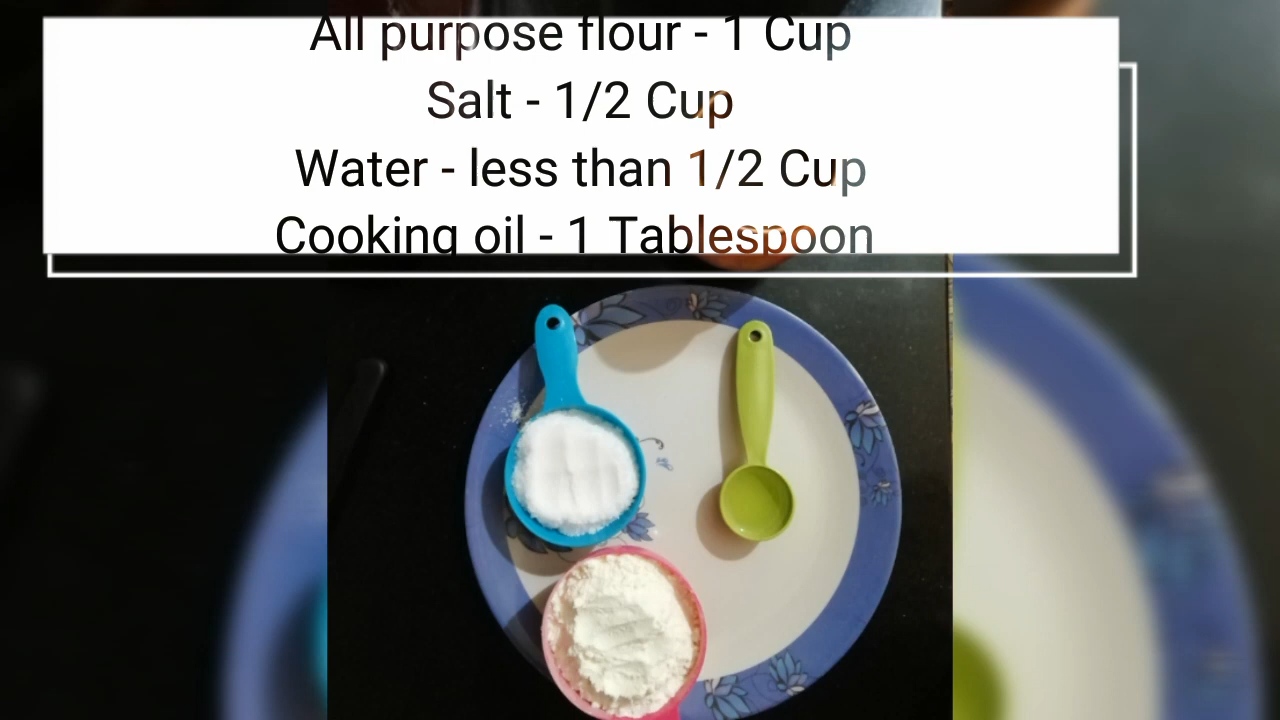 All purpose flour - 1 Cup
Salt - 1/2 Cup
Water - less than 1/2 Cup
Cooking oil - 1 Tablespoon